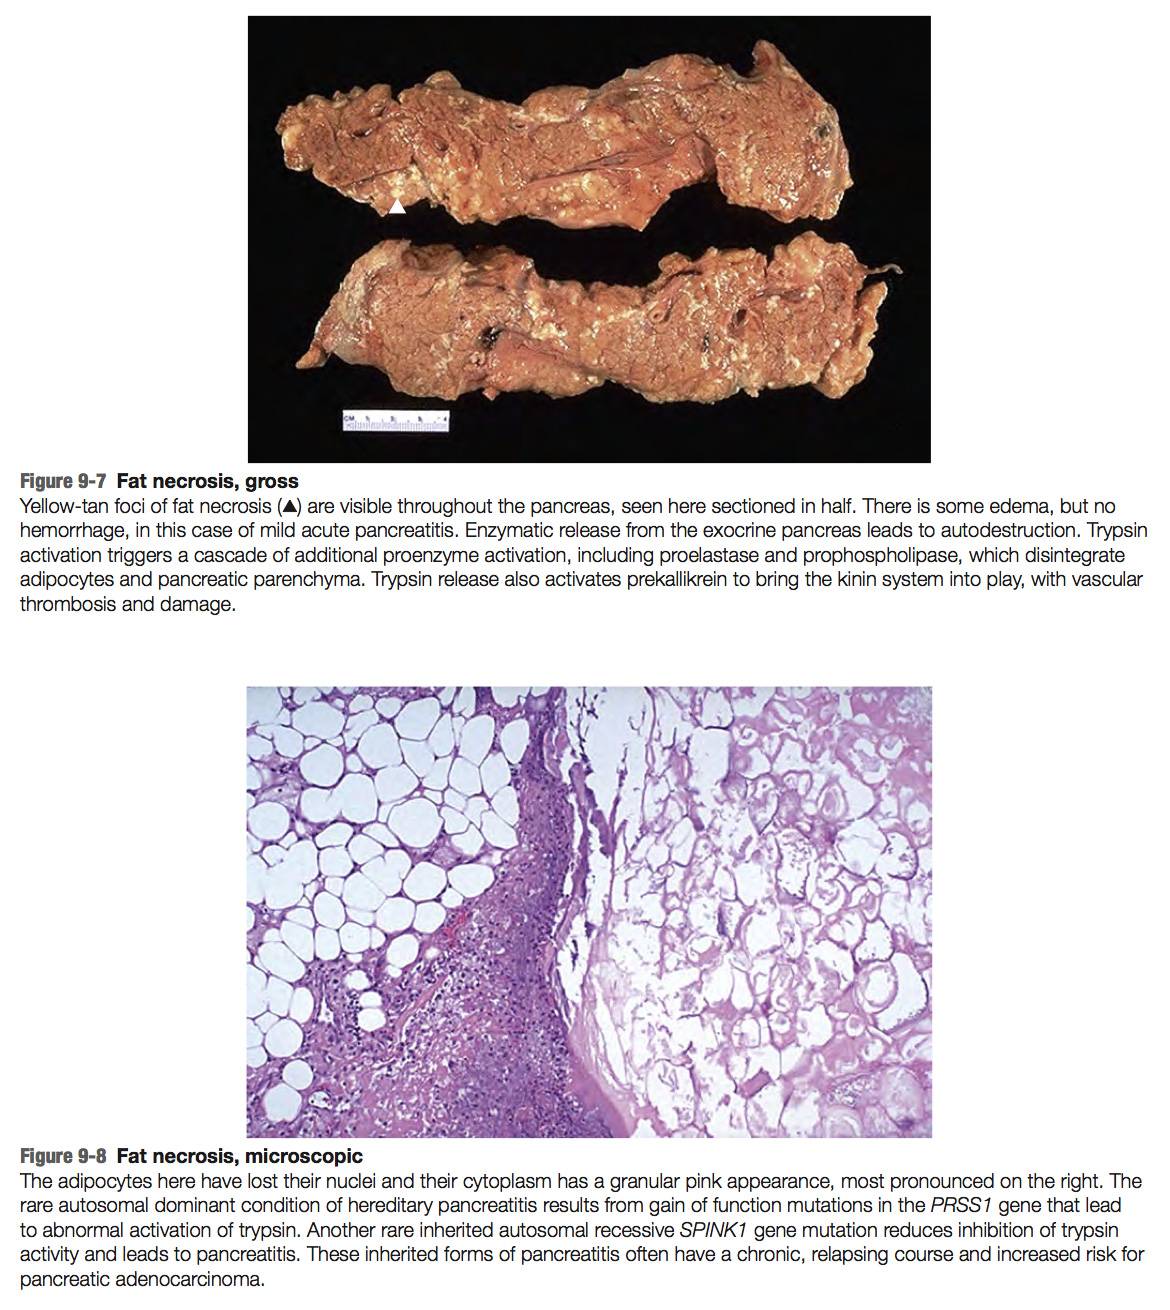 CM
Figure 9-7 Fat necrosis, gross
Yellow-tan foci of fat necrosis (▲) are visible throughout the pancreas, seen here sectioned in half. There is some edema, but no
hemorrhage, in this case of mild acute pancreatitis. Enzymatic release from the exocrine pancreas leads to autodestruction. Trypsin
activation triggers a cascade of additional proenzyme activation, including proelastase and prophospholipase, which disintegrate
adipocytes and pancreatic parenchyma. Trypsin release also activates prekallikrein to bring the kinin system into play, with vascular
thrombosis and damage.
Figure 9-8 Fat necrosis, microscopic
The adipocytes here have lost their nuclei and their cytoplasm has a granular pink appearance, most pronounced on the right. The
rare autosomal dominant condition of hereditary pancreatitis results from gain of function mutations in the PRSS1 gene that lead
to abnormal activation of trypsin. Another rare inherited autosomal recessive SPINK1 gene mutation reduces inhibition of trypsin
activity and leads to pancreatitis. These inherited forms of pancreatitis often have a chronic, relapsing course and increased risk for
pancreatic adenocarcinoma.